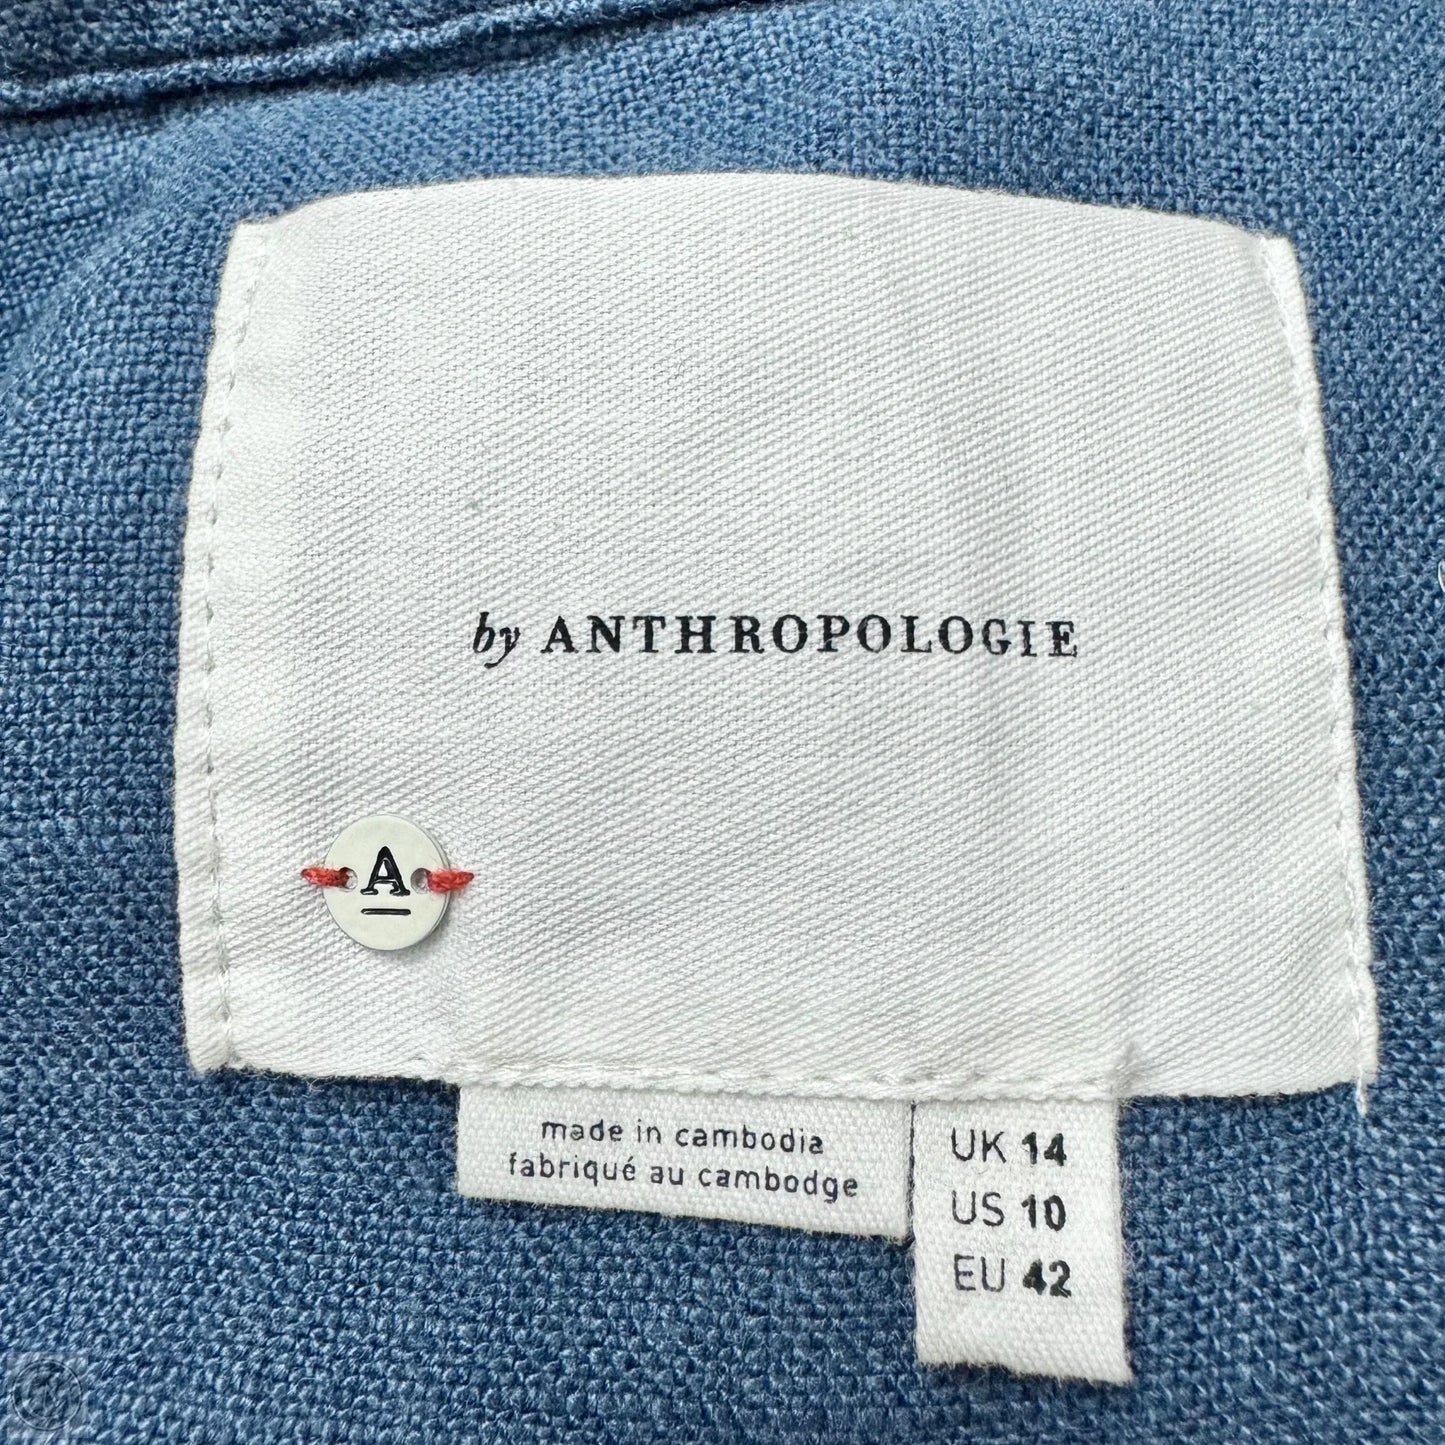 by ANTHROPOLOGIE
A
made in cambodia
fabriqué au cambodge
UK 14
US 10
EU 42